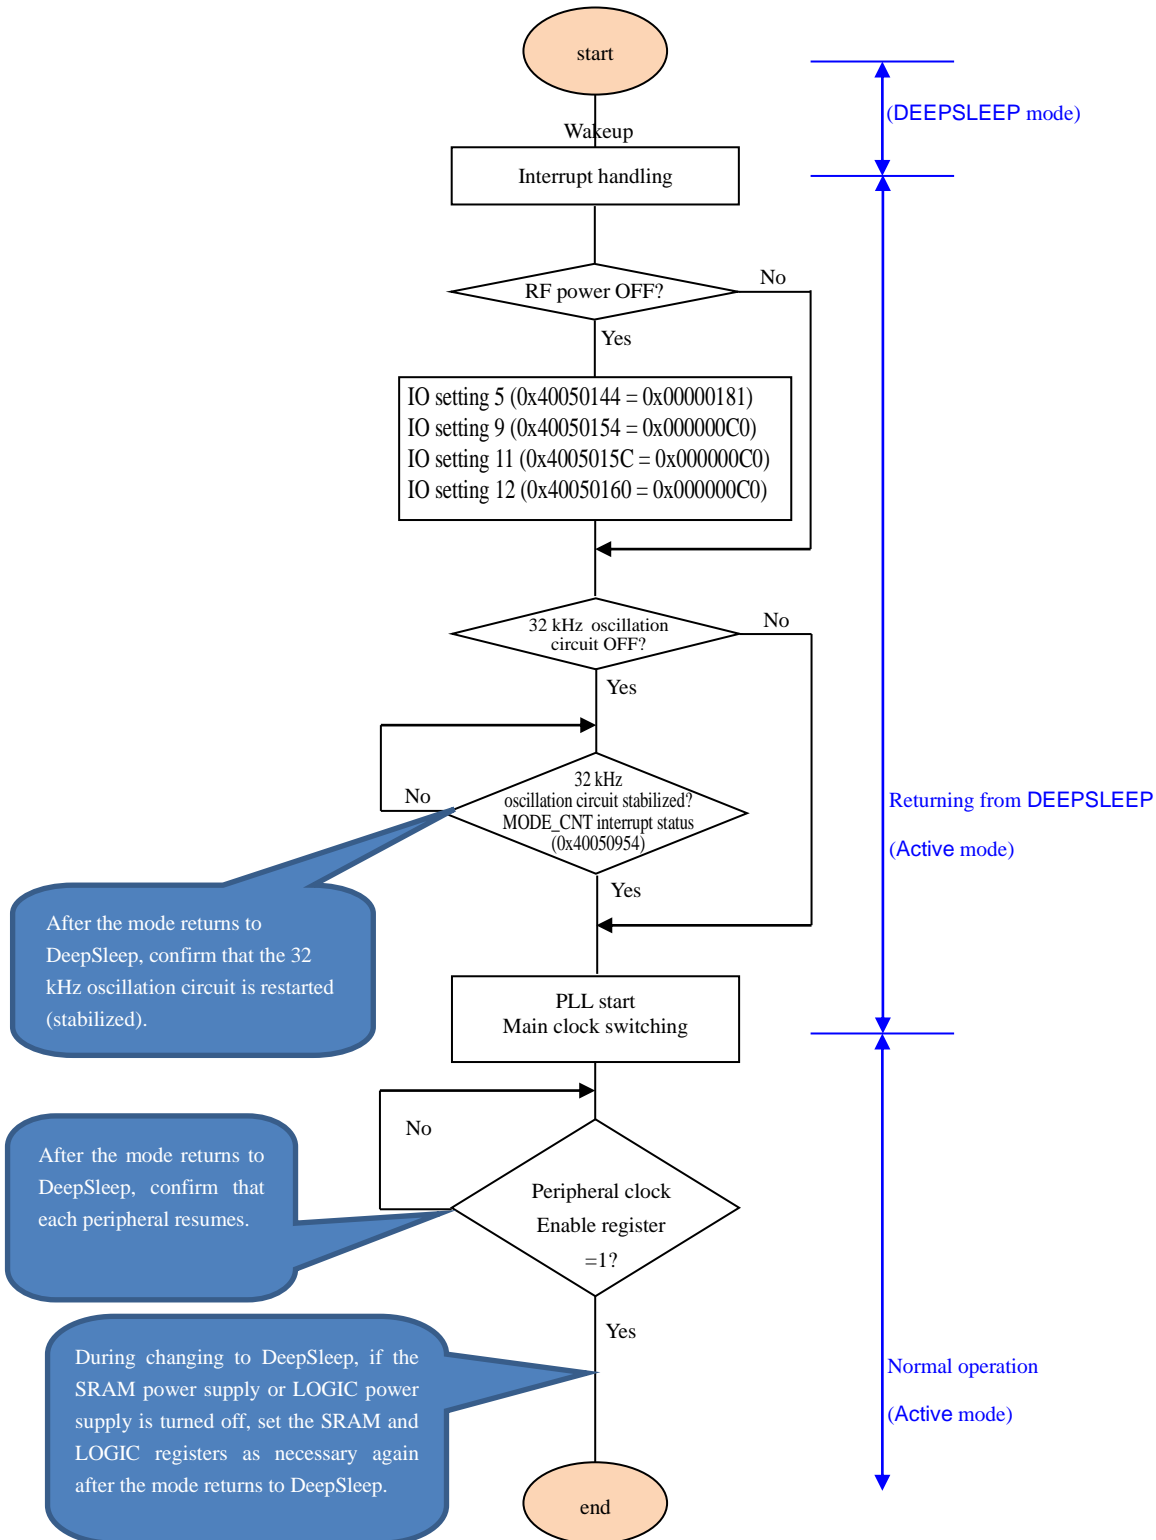 start
(DEEPSLEEP mode)
Wakeup
Interrupt handling
RF power OFF?
No
Yes
IO setting 5 (0x40050144 = 0x00000181)
IO setting 9 (0x40050154 = 0x000000C0)
IO setting 11 (0x4005015C = 0x000000C0)
IO setting 12 (0x40050160 = 0x000000C0)
32 kHz oscillation
circuit OFF?
No
Yes
32 kHz
oscillation circuit stabilized?
MODE_CNT interrupt status
(0x40050954)
No
Yes
Returning from DEEPSLEEP
(Active mode)
After the mode returns to
DeepSleep, confirm that the 32
kHz oscillation circuit is restarted
(stabilized).
PLL start
Main clock switching
No
After the mode returns to
DeepSleep, confirm that
each peripheral resumes.
Peripheral clock
Enable register
=1?
Yes
During changing to DeepSleep, if the
SRAM power supply or LOGIC power
supply is turned off, set the SRAM and
LOGIC registers as necessary again
after the mode returns to DeepSleep.
Normal operation
(Active mode)
end